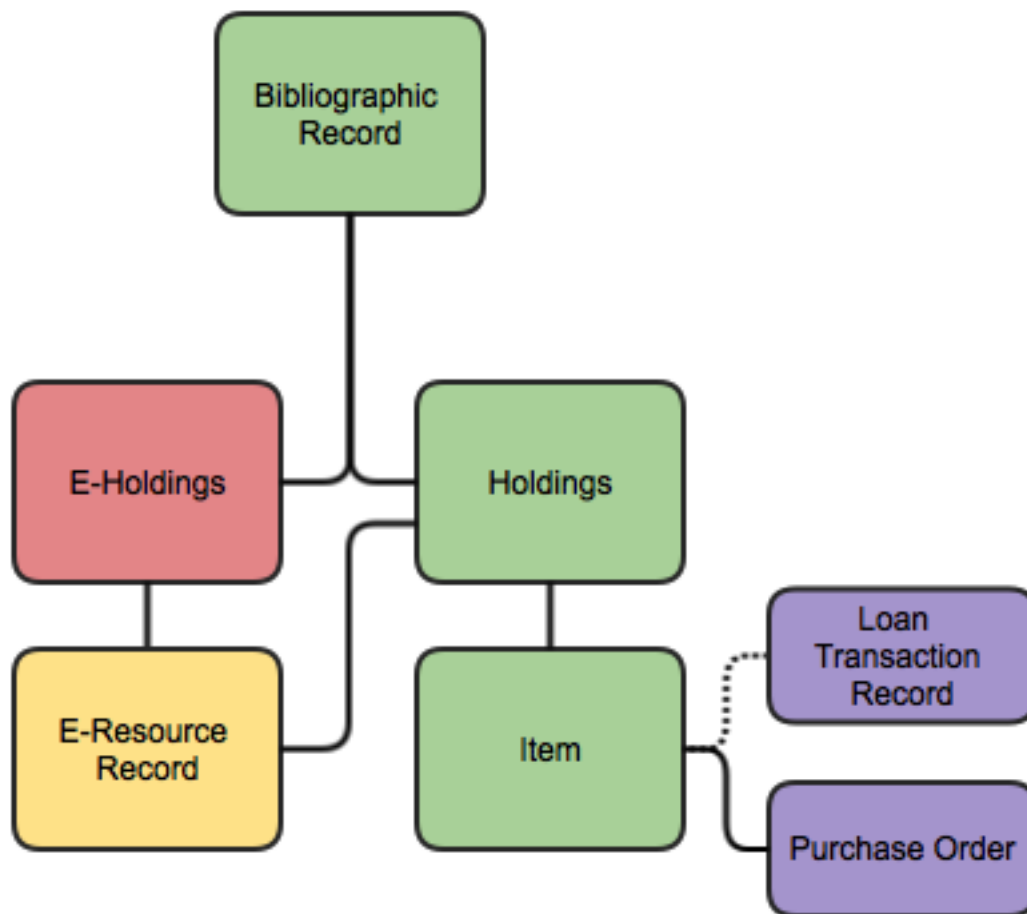 Bibliographic
Record
E-Holdings
Holdings
E-Resource
Record
Item
Loan
Transaction
Record
Purchase Order